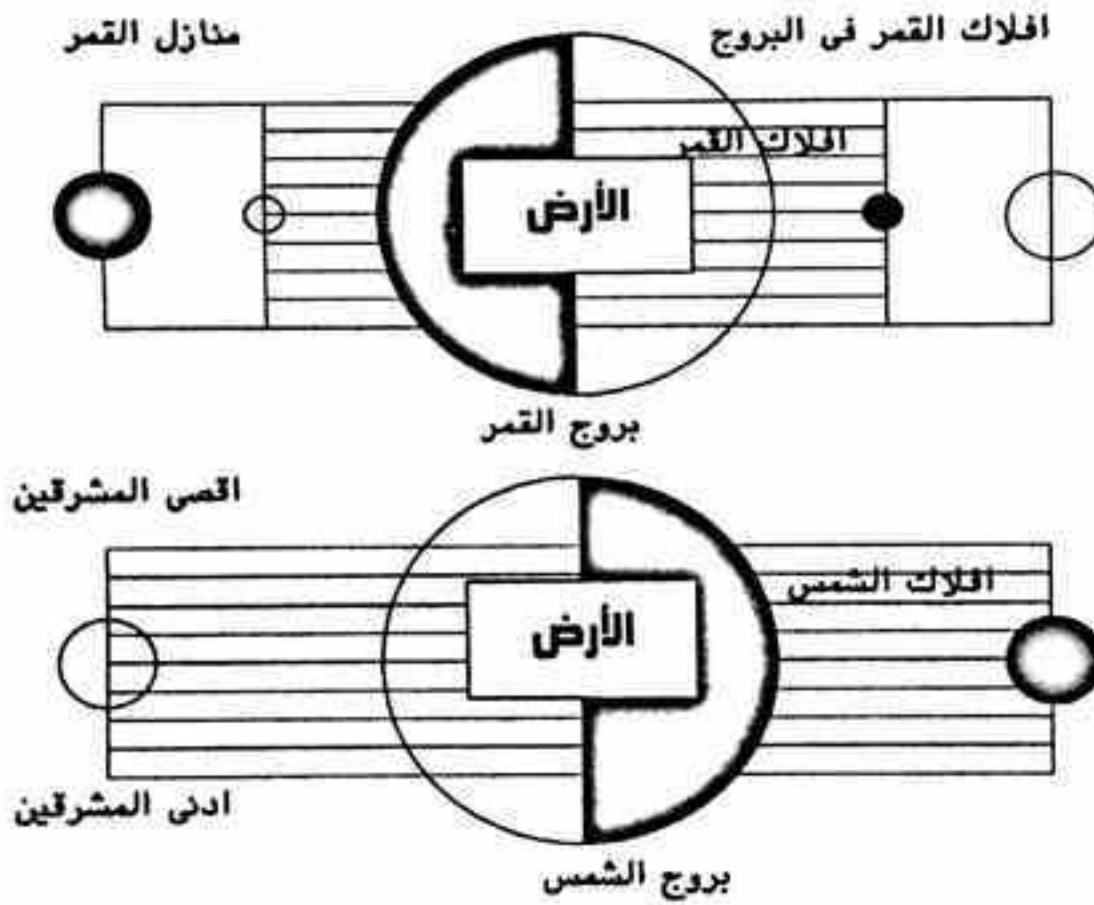 افلاك القمر فى البروج
منازل القمر
افلاك القمر
الأرض
بروج القمر
اقصى المشرقين
افلاك الشمس
الأرض
ادنى المشرقين
بروج الشمس